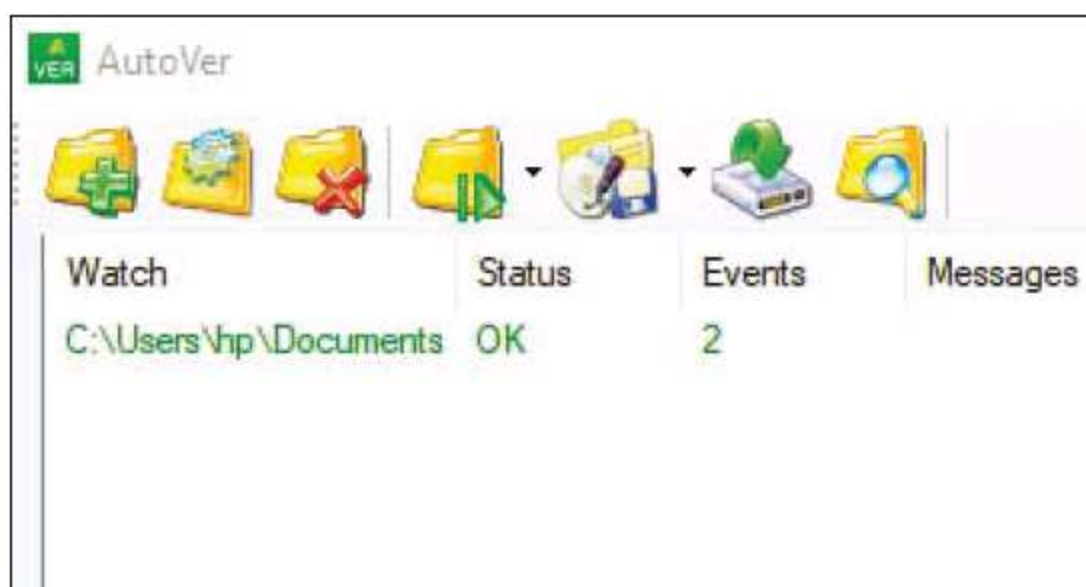 A
VER
AutoVer
Watch Status Events Messages
C:\Users\hp\Documents OK 2